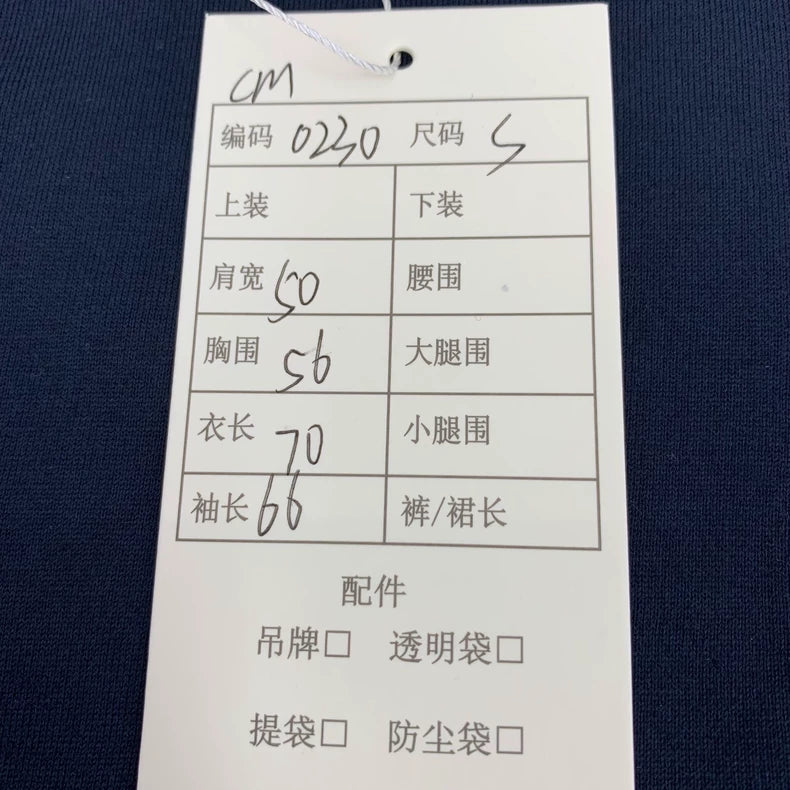 CM
编码 0230 尺码 S
上装 下装
肩宽 50 腰围
胸围 56 大腿围
衣长 70 小腿围
袖长 66 裤/裙长
配件
吊牌□ 透明袋□
提袋□ 防尘袋□